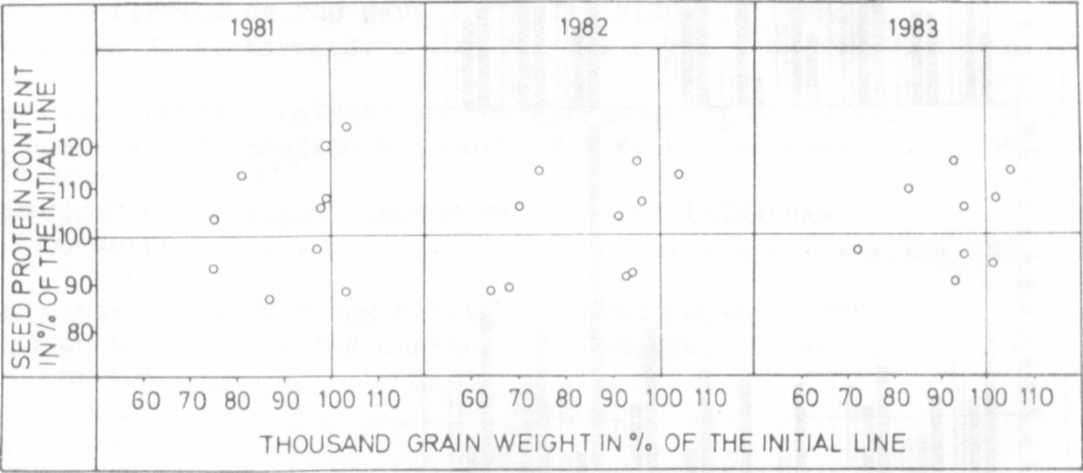 1981 1982 1983
SEED PROTEIN CONTENT
IN % OF THE INITIAL LINE
120
110
100
90
80
60 70 80 90 100 110 60 70 80 90 100 110 60 70 80 90 100 110
THOUSAND GRAIN WEIGHT IN % OF THE INITIAL LINE